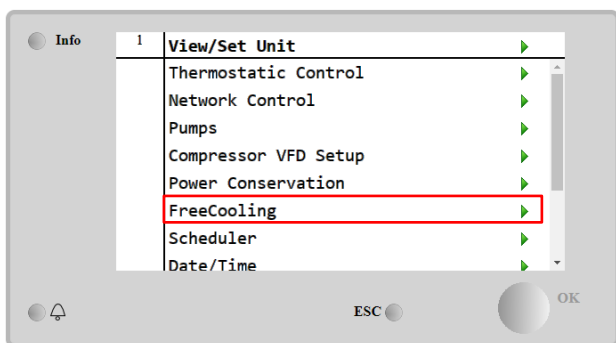 Info
1 View/Set Unit
Thermostatic Control
Network Control
Pumps
Compressor VFD Setup
Power Conservation
FreeCooling
Scheduler
Date/Time
ESC
OK